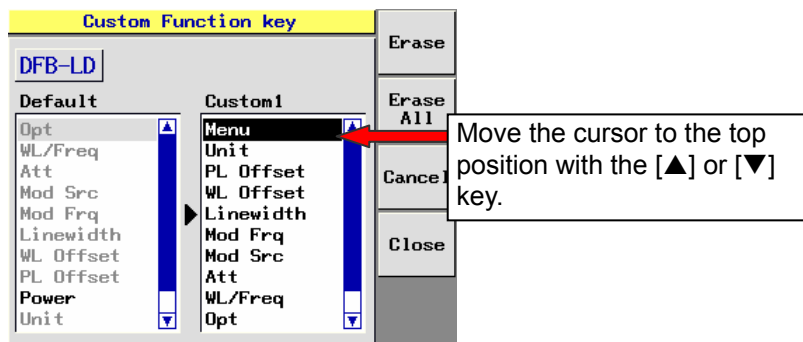 Custom Function key
DFB-LD
Default
Opt
WL/Freq
Att
Mod Src
Mod Frq
Linewidth
WL Offset
PL Offset
Power
Unit
Custom1
Menu
Unit
PL Offset
WL Offset
Linewidth
Mod Frq
Mod Src
Att
WL/Freq
Opt
Erase
Erase
All
Cancel
Close
Move the cursor to the top
position with the [▲] or [▼]
key.